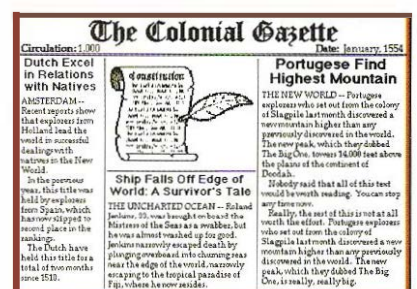 The Colonial Gazette
Circulation: 1,000
Date: January, 1554
Dutch Excel
in Relations
with Natives
AMSTERDAM --
Recent reports show
that explorers from
Holland lead the
world in successful
dealings with
natives in the New
World.
In the previous
year, this title was
held by explorers
from Spain, which
has now slipped to
second place in the
rankings.
The Dutch have
held this title for a
total of two months
since 1510.
Constitution
Ship Falls Off Edge of
World: A Survivor's Tale
THE UNCHARTED OCEAN -- Roland
Jenkins, 23, was brought on board the
Mistress of the Seas as a swabber, but
he was almost washed up for good.
Jenkins narrowly escaped death by
plunging overboard into churning seas
near the edge of the world, narrowly
escaping to the tropical paradise of
Fiji, where he now resides.
Portugese Find
Highest Mountain
THE NEW WORLD -- Portugese
explorers who set out from the colony
of Slagpile last month discovered a
new mountain higher than any
previously discovered in the world.
The new peak, which they dubbed
The Big One, towers 14,000 feet above
the plains of the continent of
Doodah.
Nobody said that all of this text
would be worth reading. You can stop
any time now.
Really, the rest of this is not at all
worth the effort. Portugese explorers
who set out from the colony of
Slagpile last month discovered a new
mountain higher than any previously
discovered in the world. The new
peak, which they dubbed The Big
One, is really, really big.